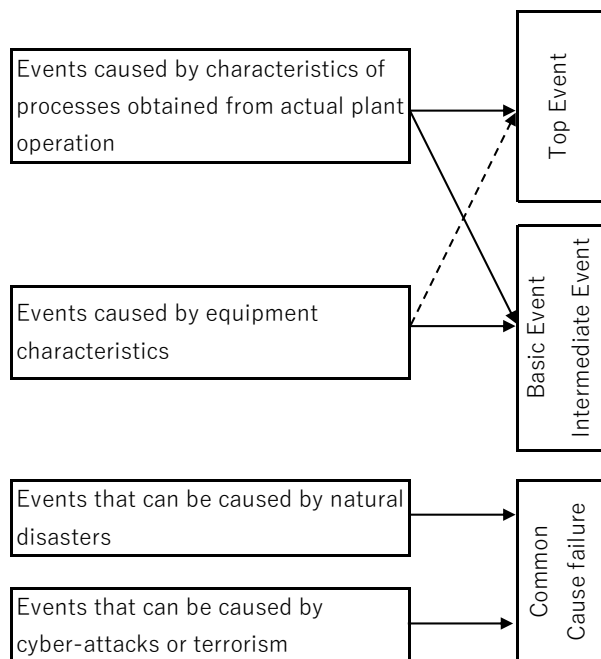 Events caused by characteristics of
processes obtained from actual plant
operation
Top Event
Events caused by equipment
characteristics
Basic Event
Intermediate Event
Events that can be caused by natural
disasters
Common
Cause failure
Events that can be caused by
cyber-attacks or terrorism